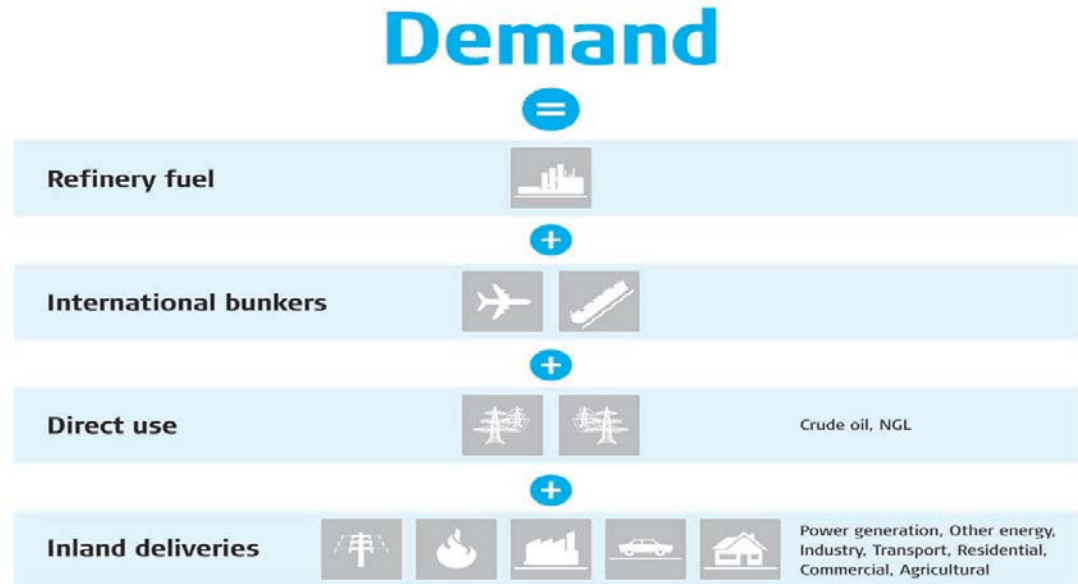 Demand
=
Refinery fuel
+
International bunkers
+
Direct use
Crude oil, NGL
+
Inland deliveries
Power generation, Other energy,
Industry, Transport, Residential,
Commercial, Agricultural